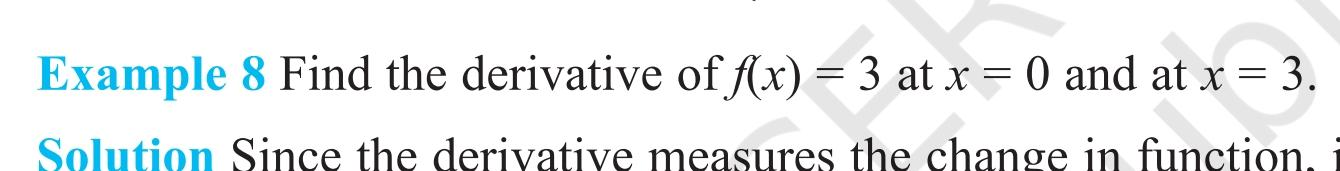 Example 8 Find the derivative of f(x) = 3 at x = 0 and at x = 3.
Solution Since the derivative measures the change in function,